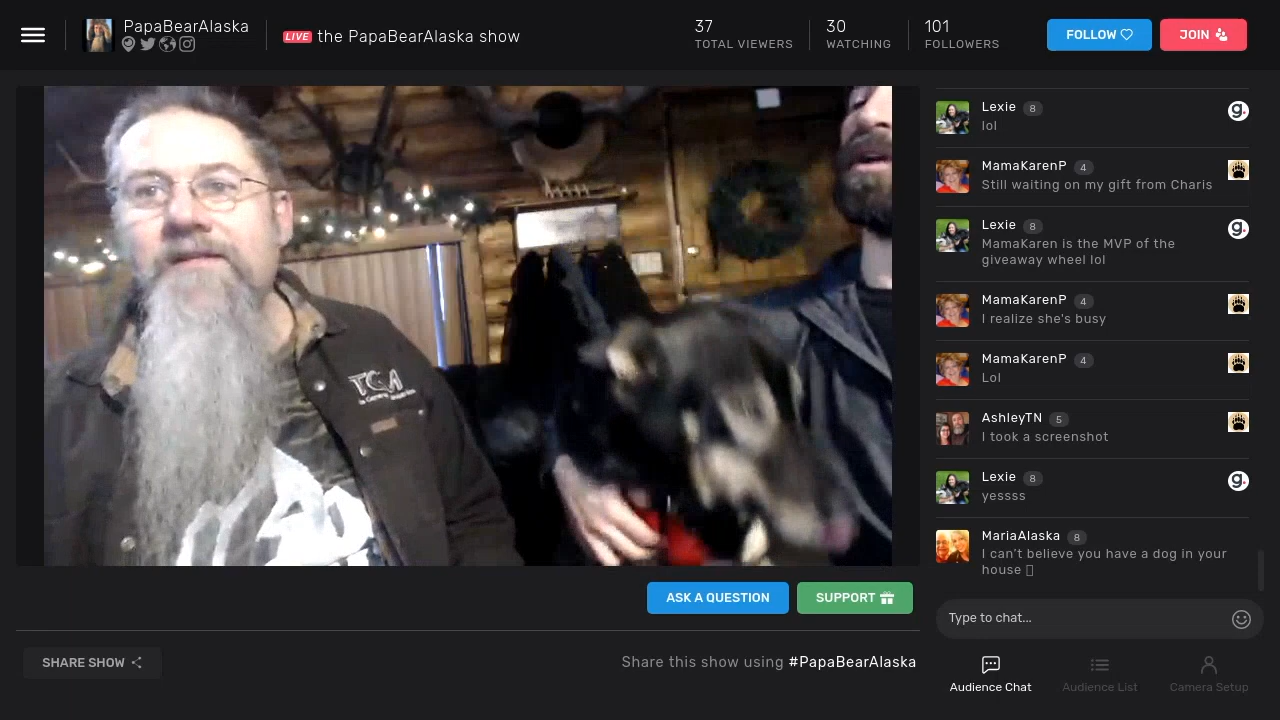 PapaBearAlaska
LIVE the PapaBearAlaska show
37
TOTAL VIEWERS
30
WATCHING
101
FOLLOWERS
FOLLOW
JOIN
TCA
Lexie 8
lol
MamaKarenP 4
Still waiting on my gift from Charis
Lexie 8
MamaKaren is the MVP of the
giveaway wheel lol
MamaKarenP 4
I realize she's busy
MamaKarenP 4
Lol
AshleyTN 5
I took a screenshot
Lexie 8
yessss
MariaAlaska 8
I can't believe you have a dog in your
house
g.
g.
g.
ASK A QUESTION
SUPPORT
Type to chat...
SHARE SHOW
Share this show using #PapaBearAlaska
Audience Chat
Audience List
Camera Setup